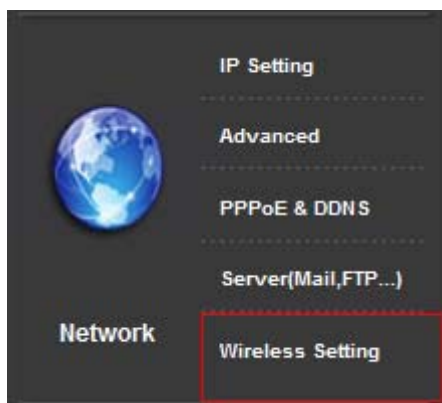 IP Setting
Advanced
PPPoE & DDNS
Server(Mail,FTP...)
Network
Wireless Setting